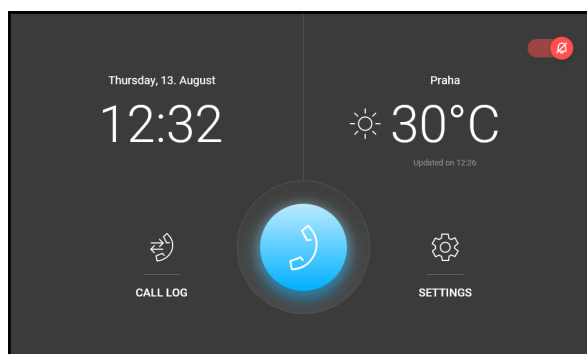 Thursday, 13. August
12:32
Praha
30°C
Updated on 12:26
CALL LOG
SETTINGS